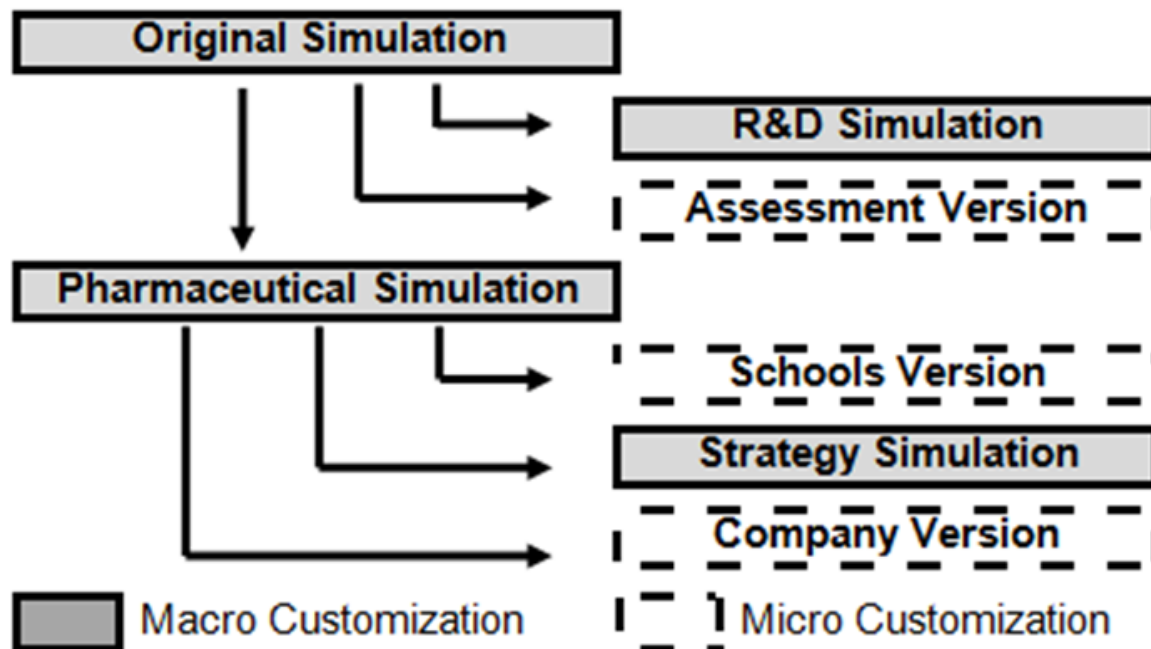 Original Simulation
R&D Simulation
Assessment Version
Pharmaceutical Simulation
Schools Version
Strategy Simulation
Company Version
Macro Customization
Micro Customization